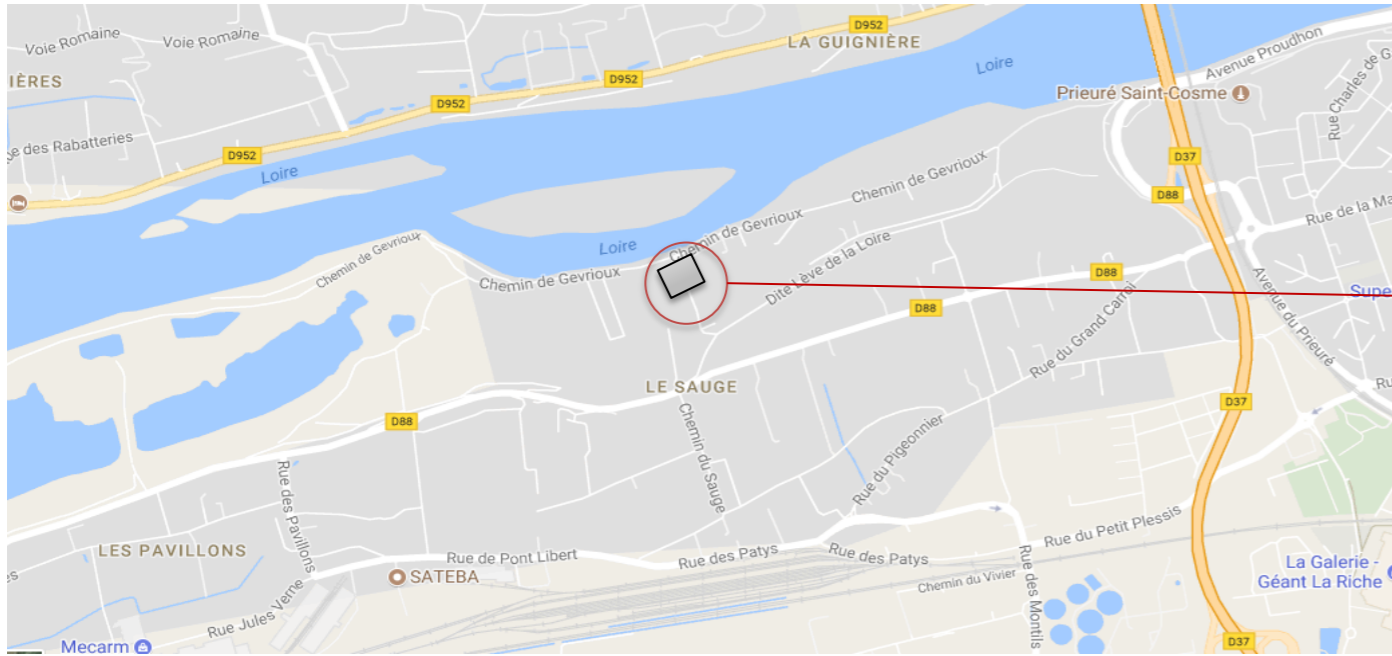 Voie Romaine
Voie Romaine
D952
LA GUIGNIÈRE
Loire
Avenue Proudhon
IÈRES
D952
Prieuré Saint-Cosme
Rue Charles de G
D952
ue des Rabatteries
D952
Loire
D37
Chemin de Gevrioux
D88
Rue de la Ma
Chemin de Gevrioux
Loire
Chemin de Gevrioux
Chemin de Gevrioux
Dite Lève de la Loire
D88
Supe
D88
Avenue du Prieuré
Rue du Grand Carroi
LE SAUGE
Ru
D37
D88
Chemin du Sauge
Rue du Pigeonnier
Rue des Pavillons
Rue du Petit Plessis
LES PAVILLONS
Rue de Pont Libert
Rue des Patys
Rue des Patys
es
SATEBA
Chemin du Vivier
Rue des Montils
La Galerie -
Géant La Riche
Rue Jules Verne
Mecarm
D37